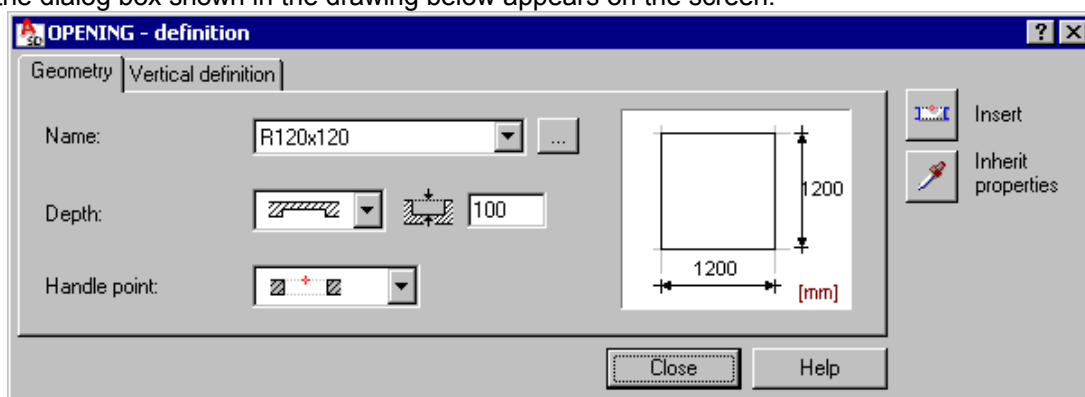 the dialog box shown in the drawing below appears on the screen.
OPENING - definition
Geometry Vertical definition
Name: R120x120 ...
Insert
Inherit
properties
Depth: 100
Handle point:
1200
1200
[mm]
Close Help